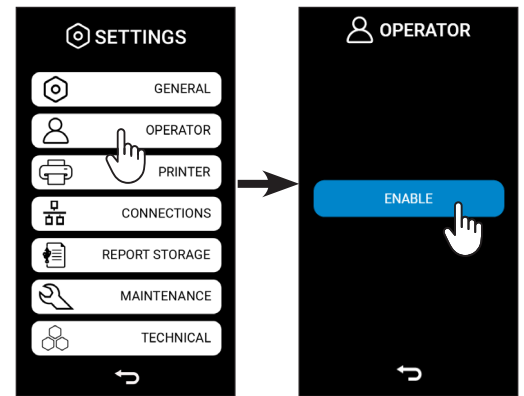 SETTINGS
GENERAL
OPERATOR
PRINTER
CONNECTIONS
REPORT STORAGE
MAINTENANCE
TECHNICAL
OPERATOR
ENABLE